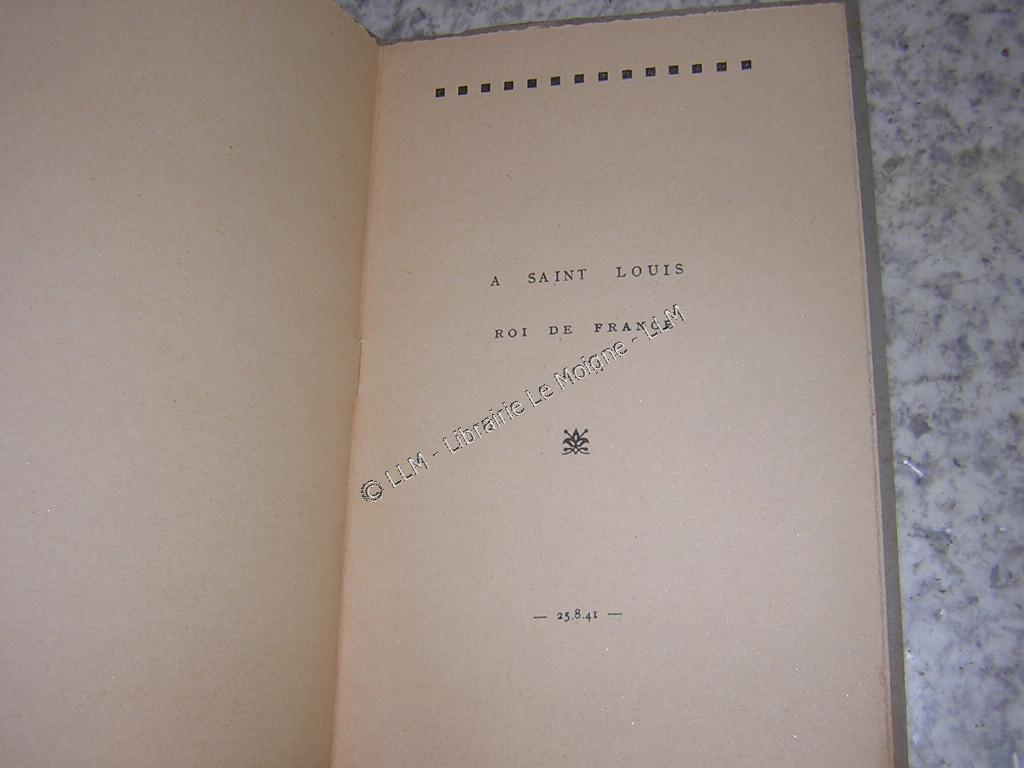 A SAINT LOUIS
ROI DE FRANCE
© LLM - Librairie Le Moigne - LLM
— 25.8.41 —